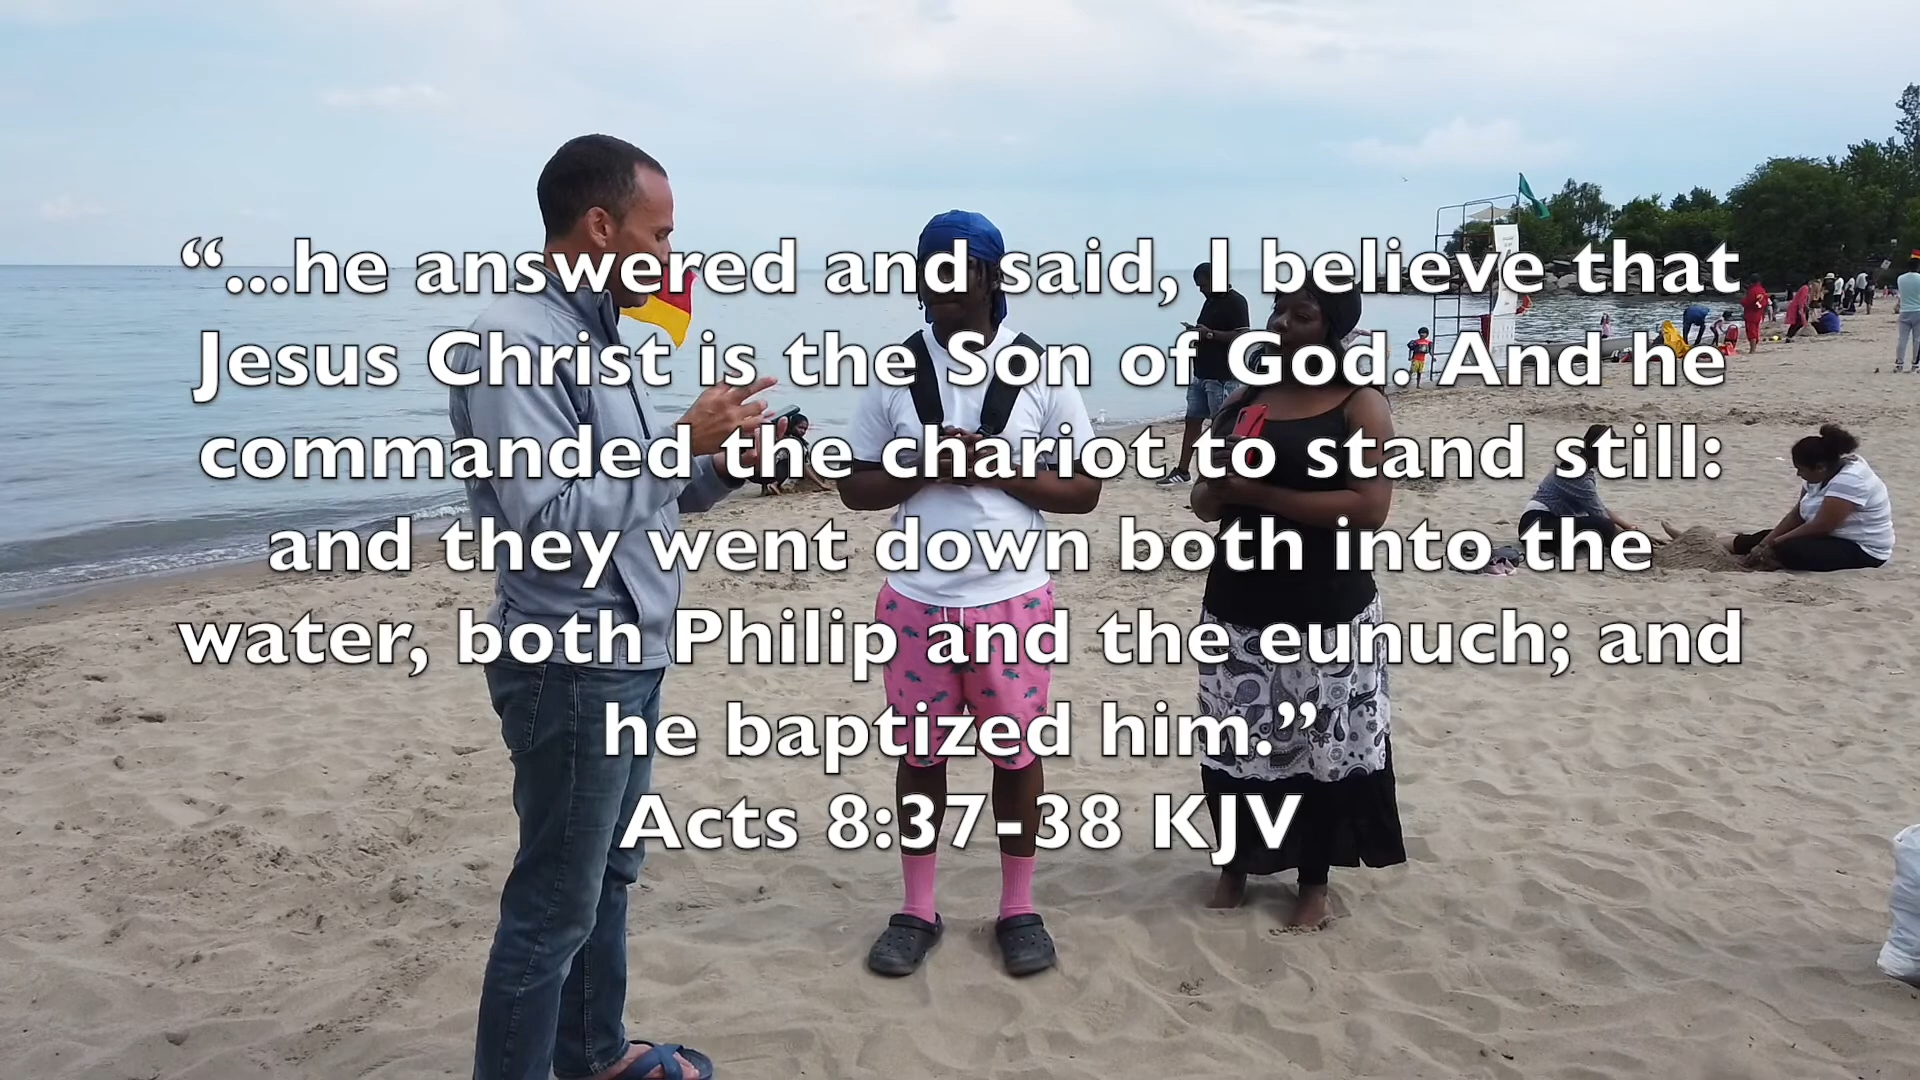 “...he answered and said, I believe that
Jesus Christ is the Son of God. And he
commanded the chariot to stand still:
and they went down both into the
water, both Philip and the eunuch; and
he baptized him.”
Acts 8:37-38 KJV